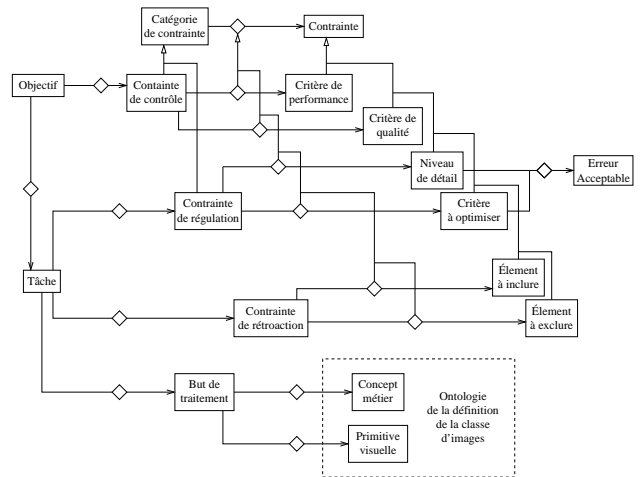 Catégorie
de contrainte
Contrainte
Objectif
Containte
de contrôle
Critère de
performance
Critère de
qualité
Niveau
de détail
Erreur
Acceptable
Contrainte
de régulation
Critère
à optimiser
Tâche
Élement
à inclure
Contrainte
de rétroaction
Élement
à exclure
But de
traitement
Concept
métier
Ontologie
de la définition
de la classe
d'images
Primitive
visuelle